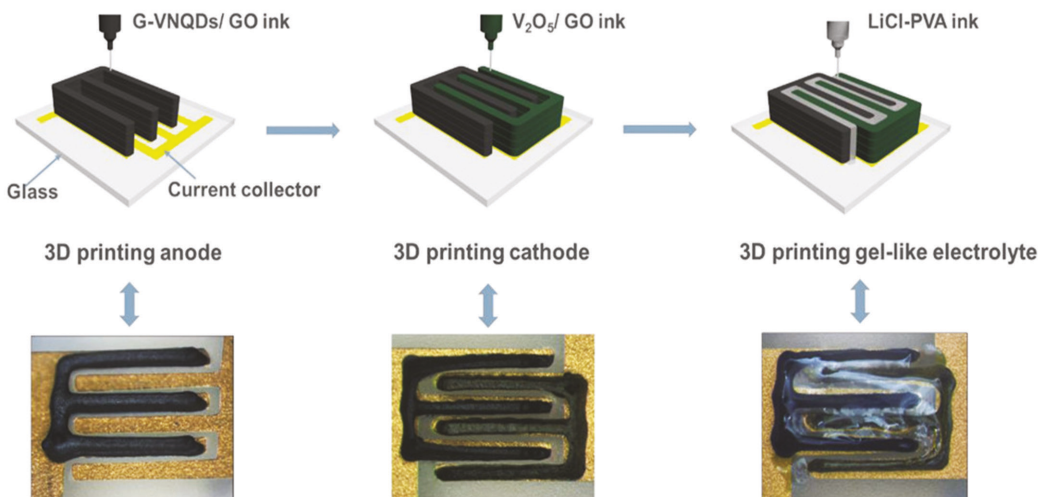 G-VNQDs/ GO ink
V₂O₅/ GO ink
LiCl-PVA ink
Glass
Current collector
3D printing anode
3D printing cathode
3D printing gel-like electrolyte